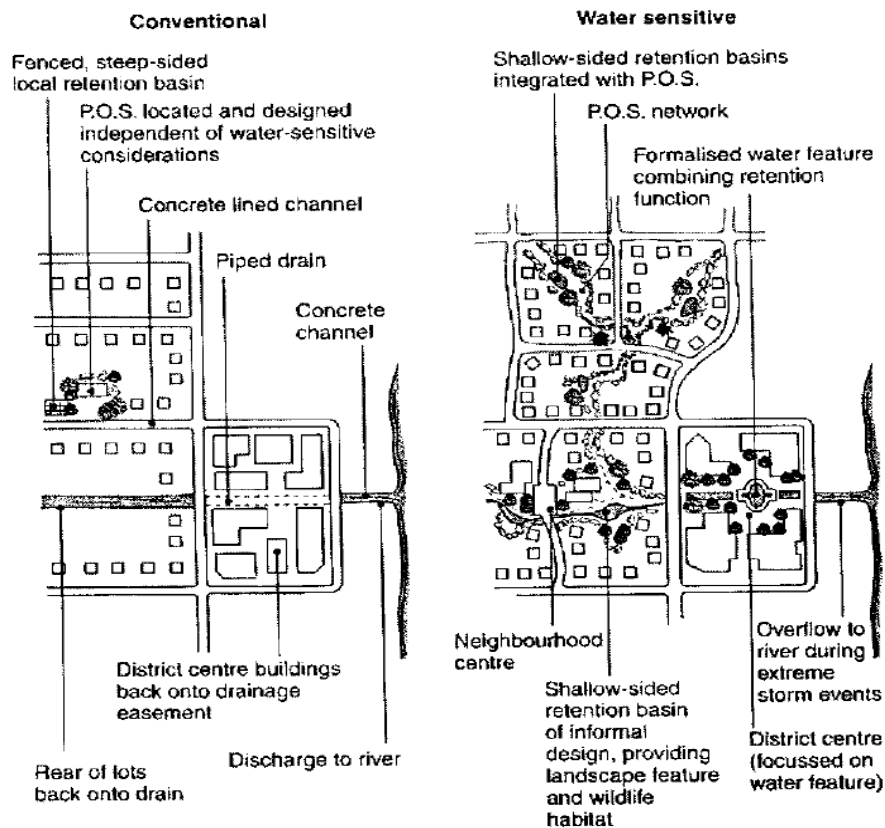 Conventional
Fenced, steep-sided
local retention basin
P.O.S. located and designed
independent of water-sensitive
considerations
Concrete lined channel
Piped drain
Concrete
channel
District centre buildings
back onto drainage
easement
Discharge to river
Rear of lots
back onto drain
Water sensitive
Shallow-sided retention basins
integrated with P.O.S.
P.O.S. network
Formalised water feature
combining retention
function
Neighbourhood
centre
Shallow-sided
retention basin
of informal
design, providing
landscape feature
and wildlife
habitat
Overflow to
river during
extreme
storm events
District centre
(focussed on
water feature)